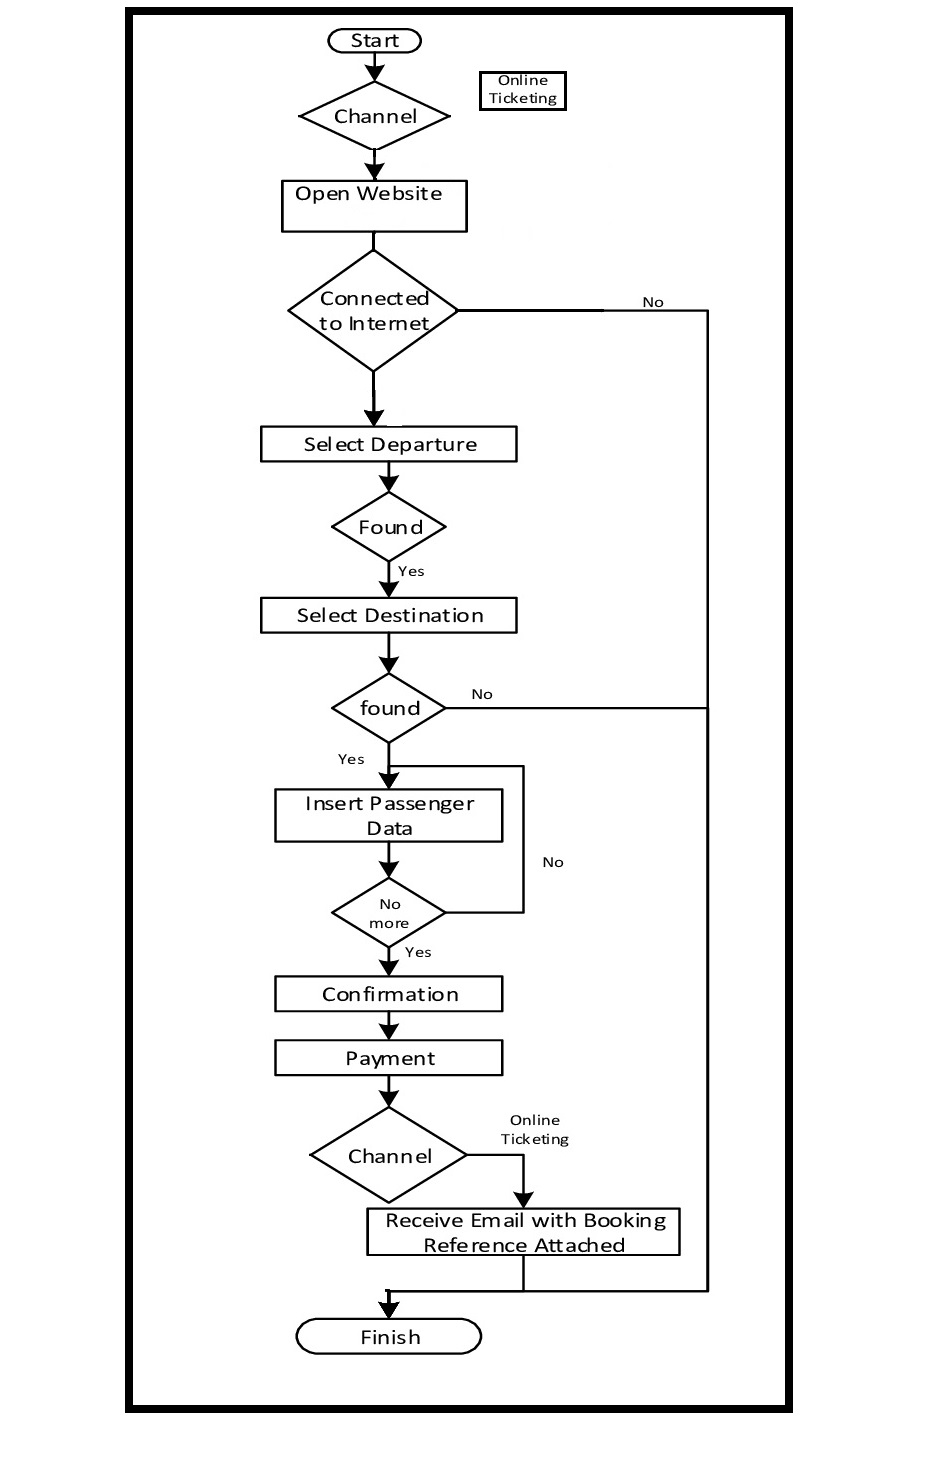 Start
Online
Ticketing
Channel
Open Website
Connected
to Internet
No
Select Departure
Found
Yes
Select Destination
found
No
Yes
Insert Passenger
Data
No
No
more
Yes
Confirmation
Payment
Online
Ticketing
Channel
Receive Email with Booking
Reference Attached
Finish